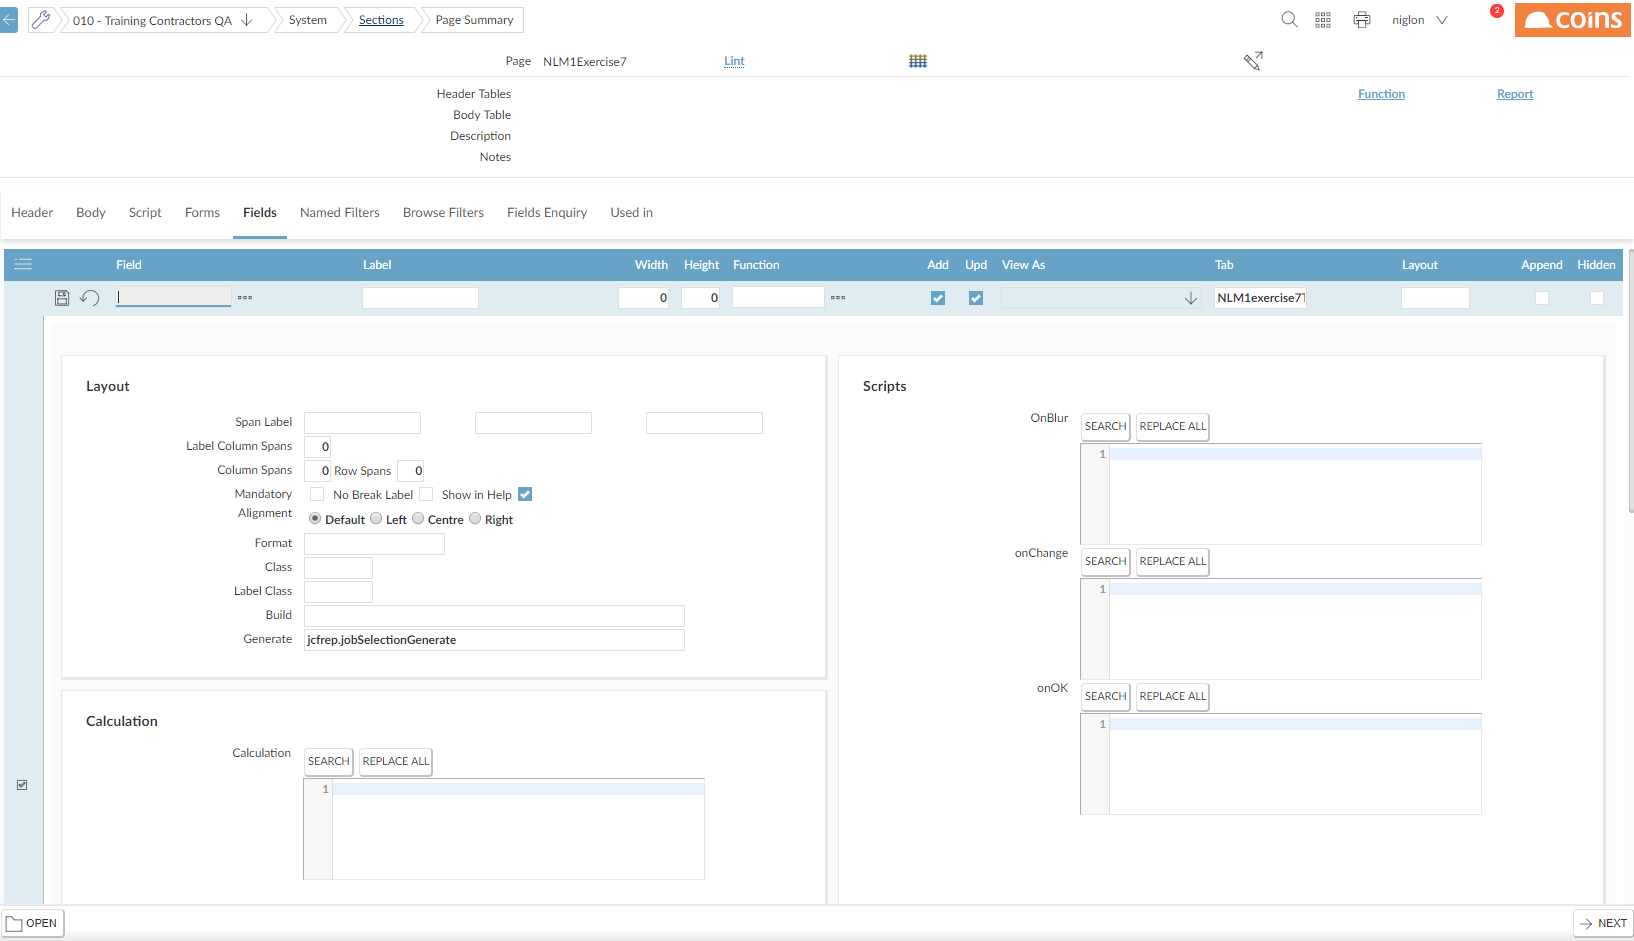 010 - Training Contractors QA System Sections Page Summary niglon 2 coins
Page NLM1Exercise7 Lint
Header Tables Function Report
Body Table
Description
Notes
Header Body Script Forms Fields Named Filters Browse Filters Fields Enquiry Used in
Field Label Width Height Function Add Upd View As Tab Layout Append Hidden
0 0 NLM1exercise7
Layout
Span Label
Label Column Spans 0
Column Spans 0 Row Spans 0
Mandatory No Break Label Show in Help
Alignment Default Left Centre Right
Format
Class
Label Class
Build
Generate jcfrep.jobSelectionGenerate
Calculation
Calculation SEARCH REPLACE ALL
1
Scripts
OnBlur SEARCH REPLACE ALL
1
onChange SEARCH REPLACE ALL
1
onOK SEARCH REPLACE ALL
1
OPEN NEXT